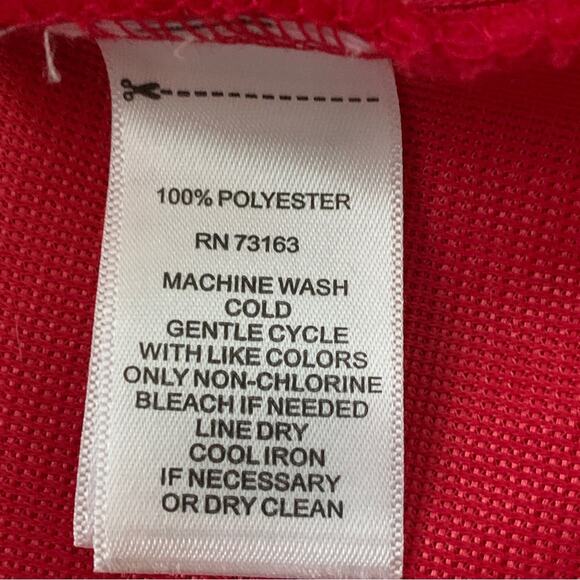 100% POLYESTER
RN 73163
MACHINE WASH
COLD
GENTLE CYCLE
WITH LIKE COLORS
ONLY NON-CHLORINE
BLEACH IF NEEDED
LINE DRY
COOL IRON
IF NECESSARY
OR DRY CLEAN